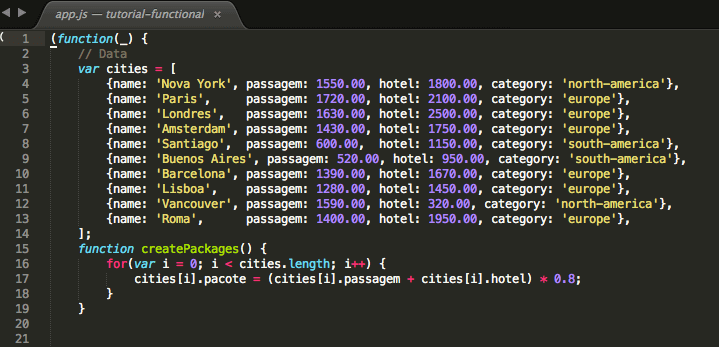 app.js — tutorial-functional ×
1 (function(_) {
2 // Data
3 var cities = [
4 {name: 'Nova York', passagem: 1550.00, hotel: 1800.00, category: 'north-america'},
5 {name: 'Paris', passagem: 1720.00, hotel: 2100.00, category: 'europe'},
6 {name: 'Londres', passagem: 1630.00, hotel: 2500.00, category: 'europe'},
7 {name: 'Amsterdam', passagem: 1430.00, hotel: 1750.00, category: 'europe'},
8 {name: 'Santiago', passagem: 600.00, hotel: 1150.00, category: 'south-america'},
9 {name: 'Buenos Aires', passagem: 520.00, hotel: 950.00, category: 'south-america'},
10 {name: 'Barcelona', passagem: 1390.00, hotel: 1670.00, category: 'europe'},
11 {name: 'Lisboa', passagem: 1280.00, hotel: 1450.00, category: 'europe'},
12 {name: 'Vancouver', passagem: 1590.00, hotel: 320.00, category: 'north-america'},
13 {name: 'Roma', passagem: 1400.00, hotel: 1950.00, category: 'europe'},
14 ];
15 function createPackages() {
16 for(var i = 0; i < cities.length; i++) {
17 cities[i].pacote = (cities[i].passagem + cities[i].hotel) * 0.8;
18 }
19 }
20
21